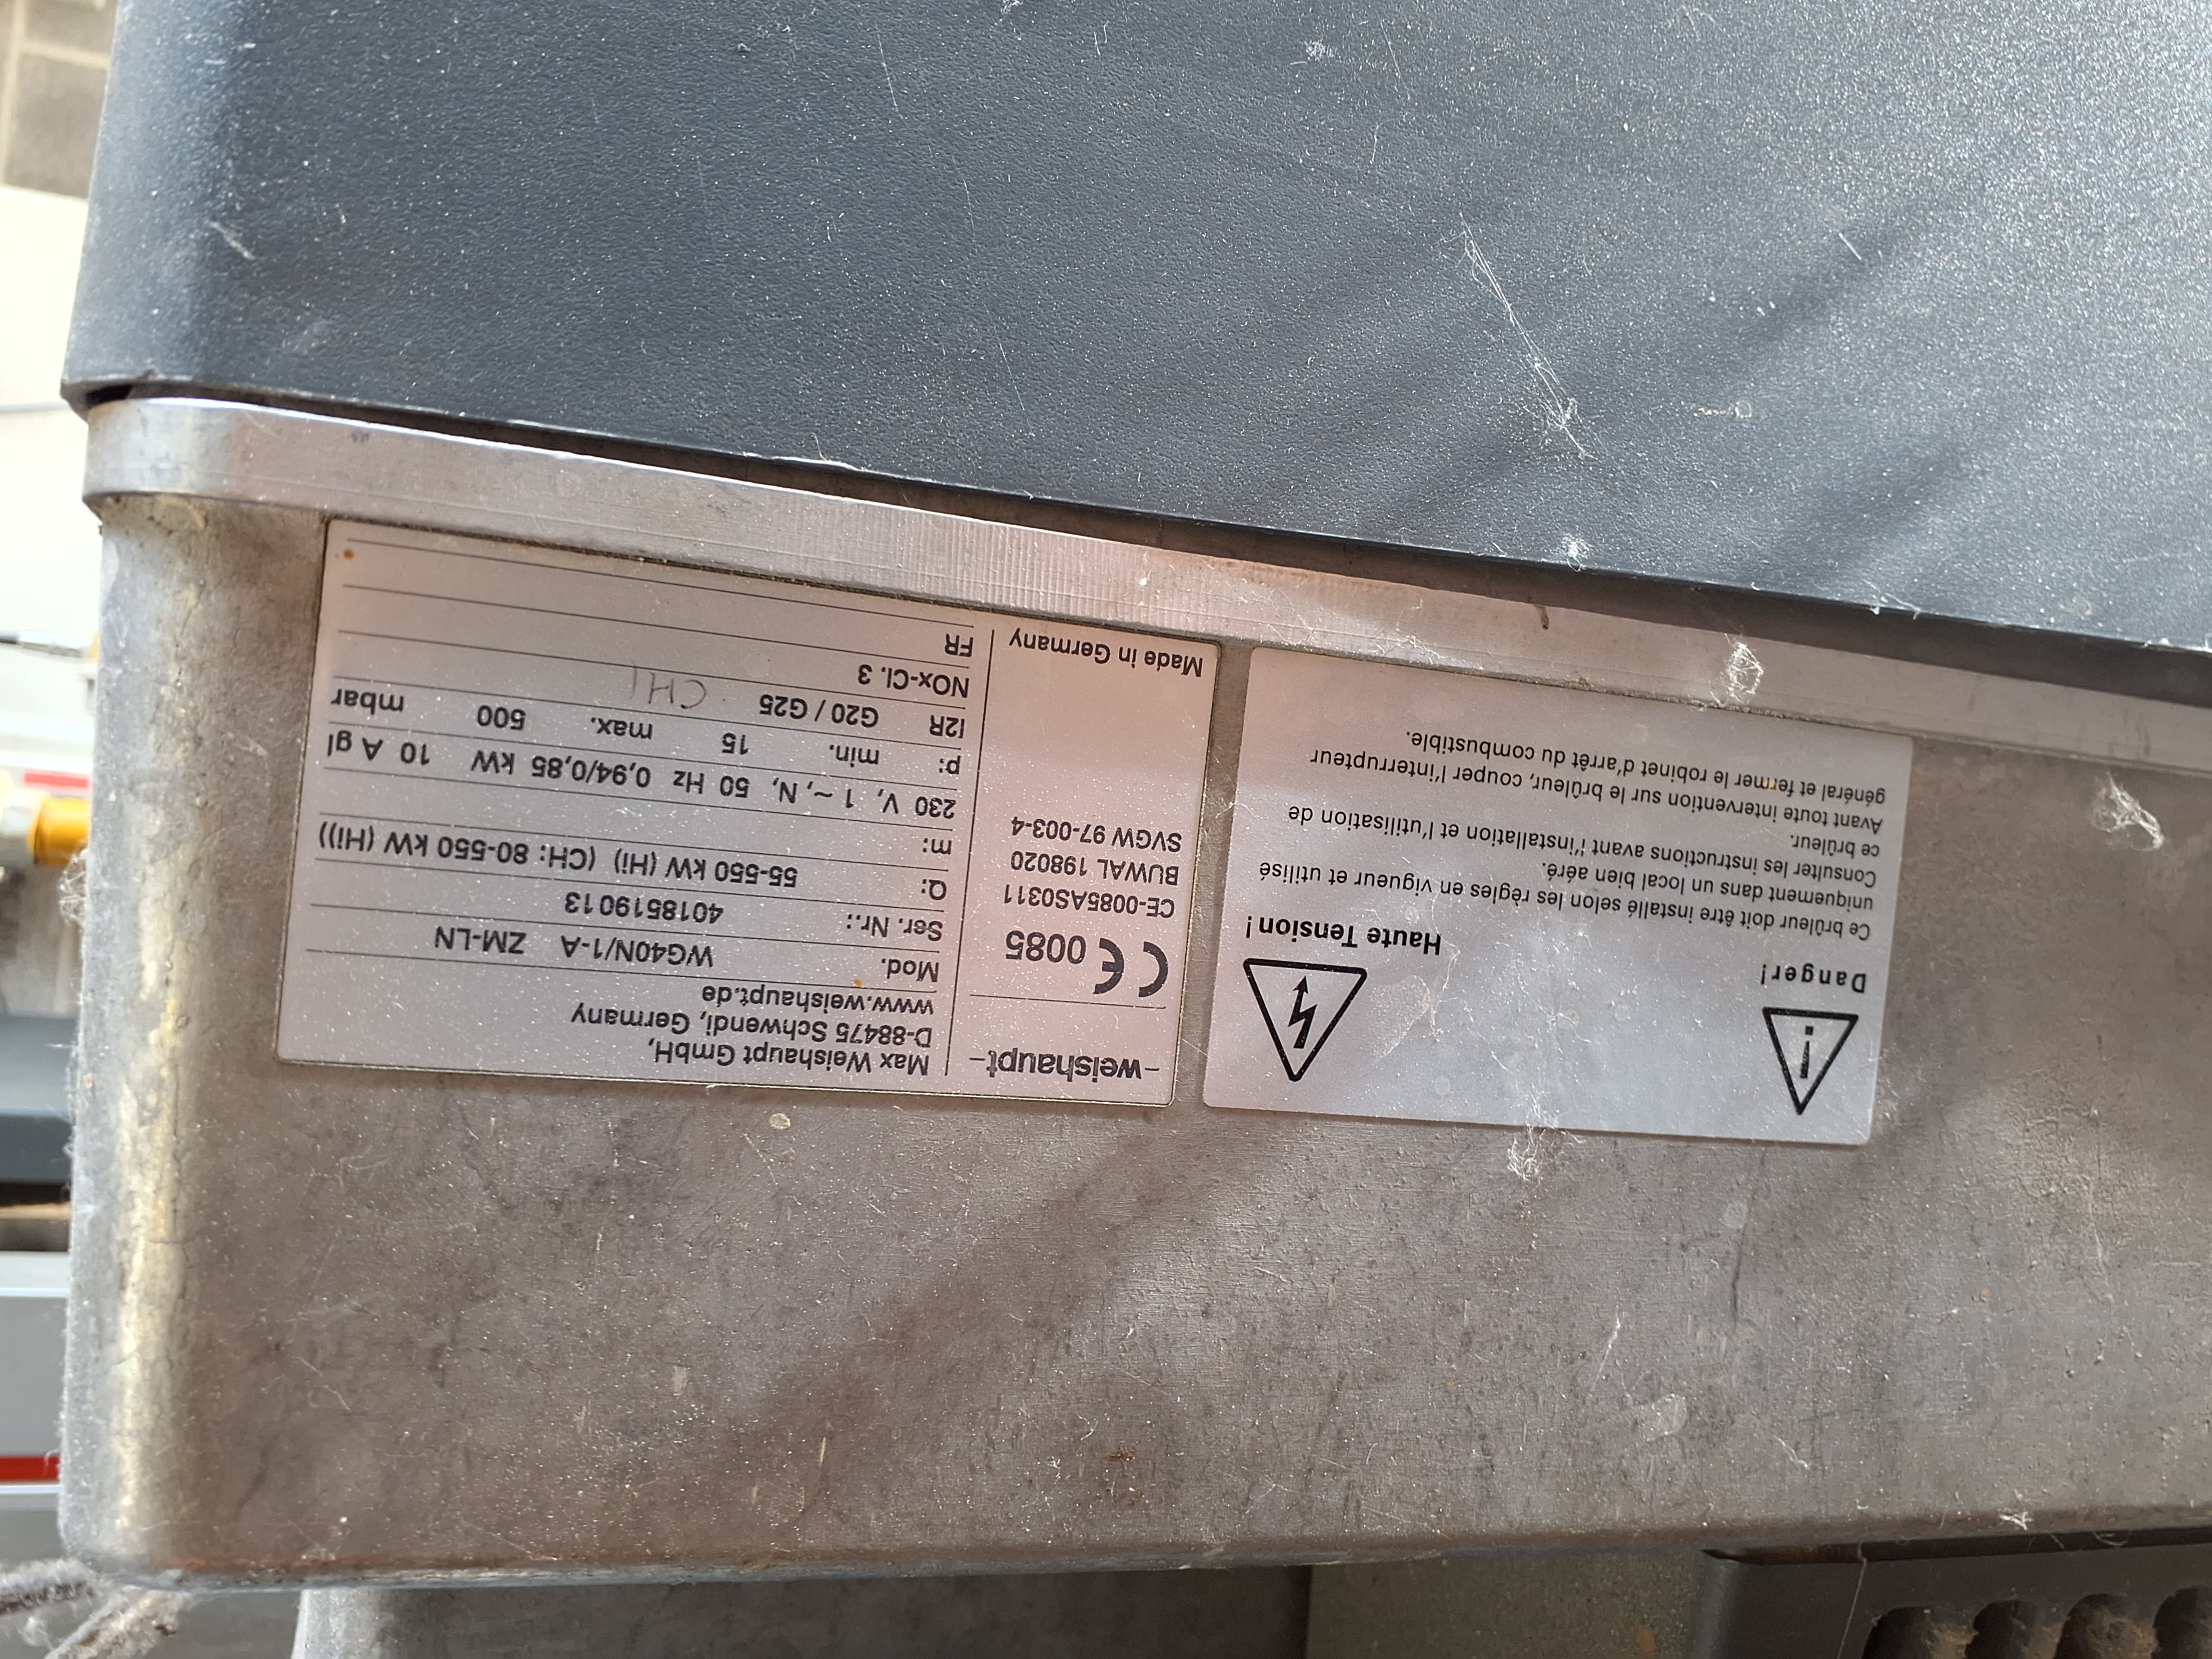 -weishaupt-
CE 0085
CE-0085AS0311
BUWAL 198020
SVGW 97-003-4
Made in Germany
Max Weishaupt GmbH,
D-88475 Schwendi, Germany
www.weishaupt.de
Mod. WG40N/1-A ZM-LN
Ser. Nr.: 4018519013
Q: 55-550 kW (Hi) (CH: 80-550 kW (Hi))
m:
230 V, 1 ~, N, 50 Hz 0,94/0,85 kW 10 A gl
p: min. 15 max. 500 mbar
I2R G20 / G25 CH1
NOx-Cl. 3
FR
Danger!
Haute Tension!
Ce brûleur doit être installé selon les règles en vigueur et utilisé
uniquement dans un local bien aéré.
Consulter les instructions avant l'installation et l'utilisation de
ce brûleur.
Avant toute intervention sur le brûleur, couper l'interrrupteur
général et fermer le robinet d'arrêt du combustible.